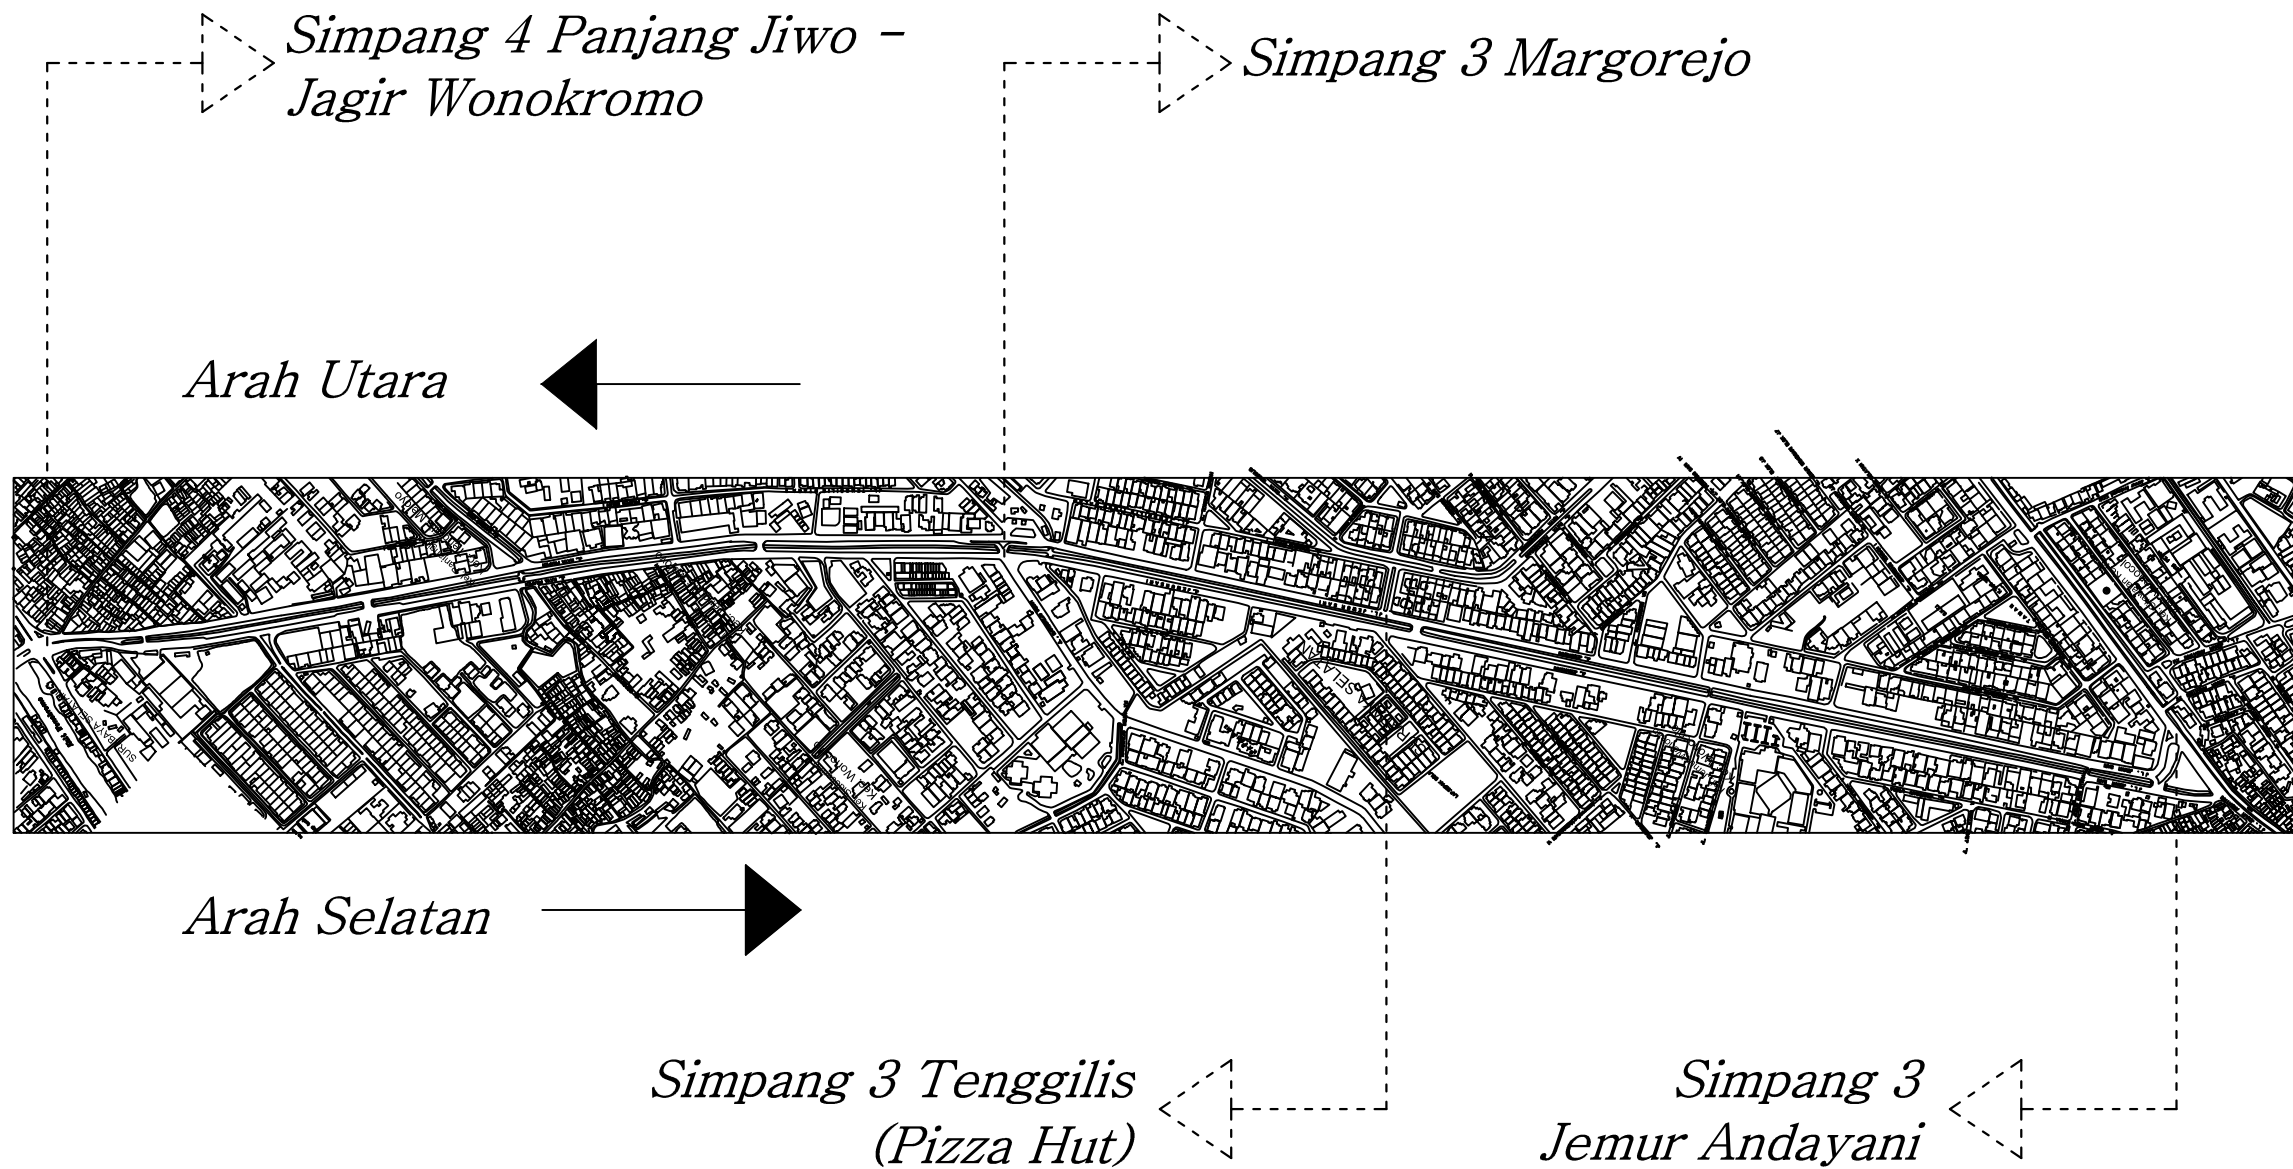 Simpang 4 Panjang Jiwo -
Jagir Wonokromo
Simpang 3 Margorejo
Arah Utara
Arah Selatan
Simpang 3 Tenggilis
(Pizza Hut)
Simpang 3
Jemur Andayani